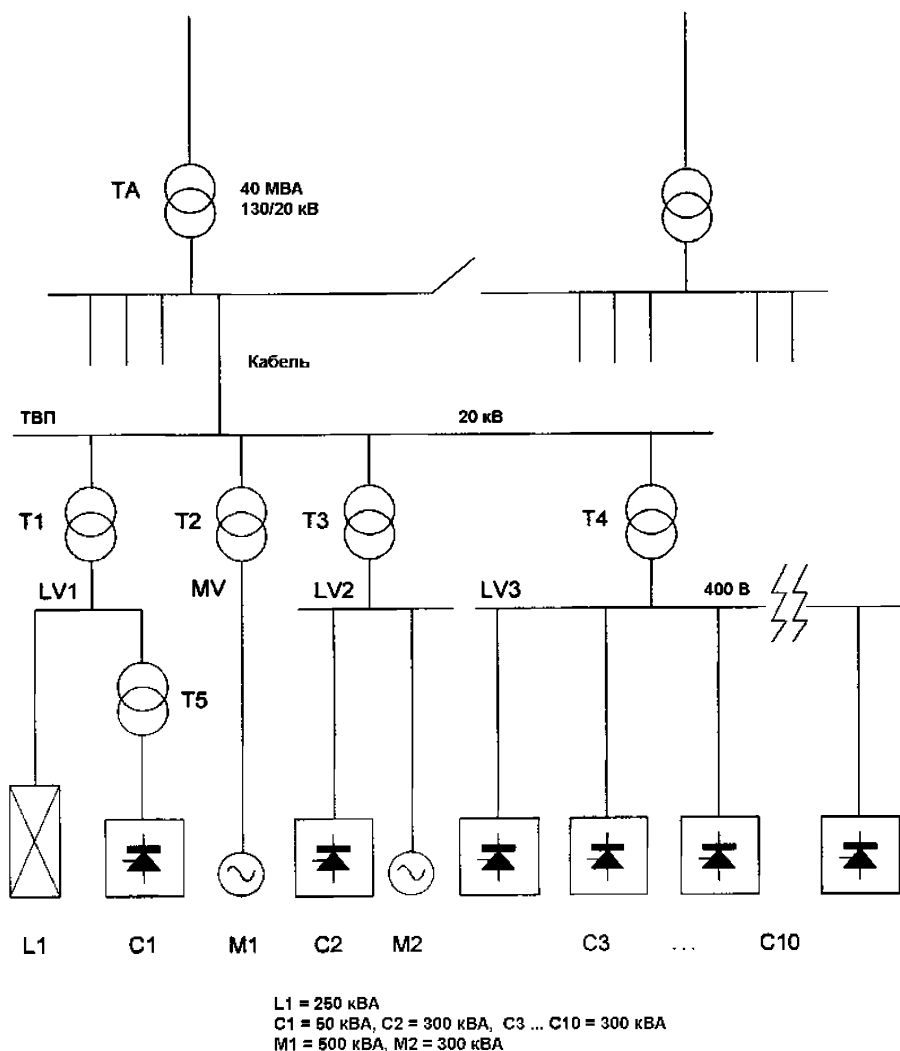 ТА
40 МВА
130/20 кВ
Кабель
ТВП
20 кВ
T1
T2
T3
T4
LV1
MV
LV2
LV3
400 В
T5
L1
C1
M1
C2
M2
C3
...
C10
L1 = 250 кВА
C1 = 50 кВА, C2 = 300 кВА, C3 ... C10 = 300 кВА
M1 = 500 кВА, M2 = 300 кВА